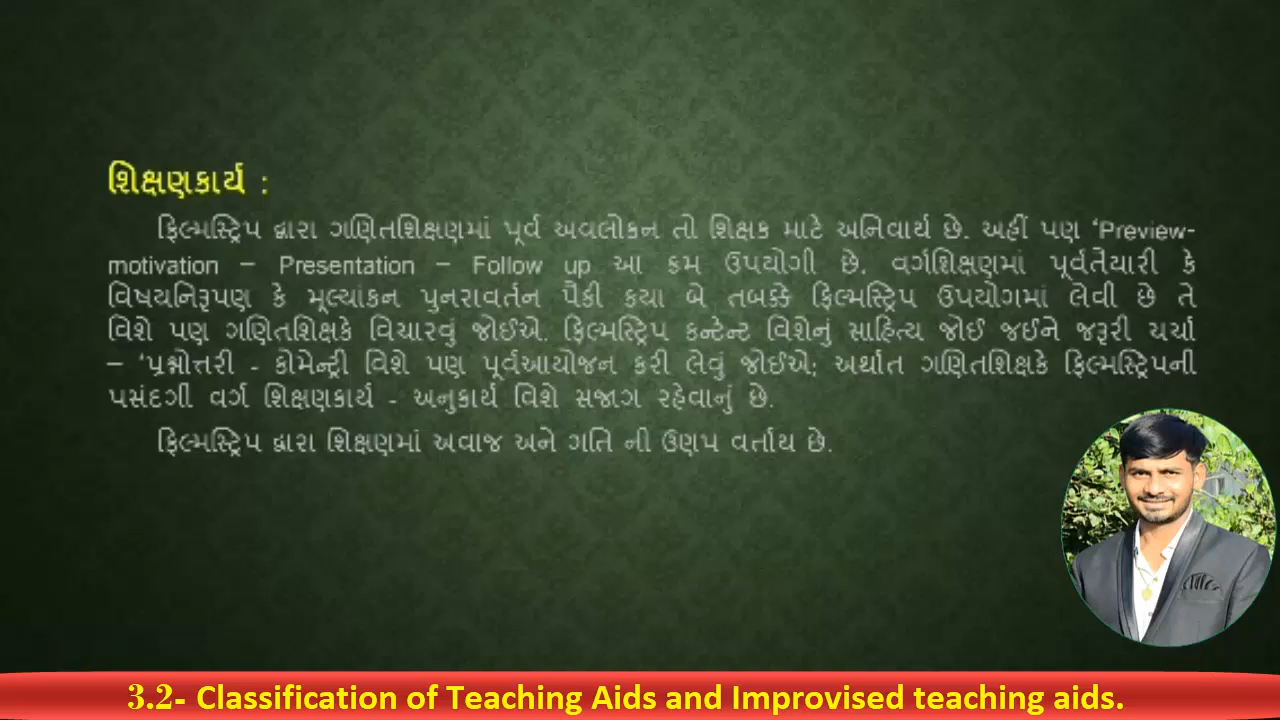 શિક્ષણકાર્ય :
ફિલ્મસ્ટ્રિપ દ્વારા ગણિતશિક્ષણમાં પૂર્વ અવલોકન તો શિક્ષક માટે અનિવાર્ય છે. અહીં પણ ‘Preview-
motivation – Presentation – Follow up આ ક્રમ ઉપયોગી છે. વર્ગશિક્ષણમાં પૂર્વતૈયારી કે
વિષયનિરૂપણ કે મૂલ્યાંકન પુનરાવર્તન પૈકી કયા બે તબક્કે ફિલ્મસ્ટ્રિપ ઉપયોગમાં લેવી છે તે
વિશે પણ ગણિતશિક્ષકે વિચારવું જોઈએ. ફિલ્મસ્ટ્રિપ કન્ટેન્ટ વિશેનું સાહિત્ય જોઈ જઈને જરૂરી ચર્ચા
– ‘પ્રશ્નોત્તરી - કોમેન્ટ્રી વિશે પણ પૂર્વઆયોજન કરી લેવું જોઈએ; અર્થાત ગણિતશિક્ષકે ફિલ્મસ્ટ્રિપની
પસંદગી વર્ગ શિક્ષણકાર્ય - અનુકાર્ય વિશે સજાગ રહેવાનું છે.
ફિલ્મસ્ટ્રિપ દ્વારા શિક્ષણમાં અવાજ અને ગતિ ની ઉણપ વર્તાય છે.
3.2- Classification of Teaching Aids and Improvised teaching aids.